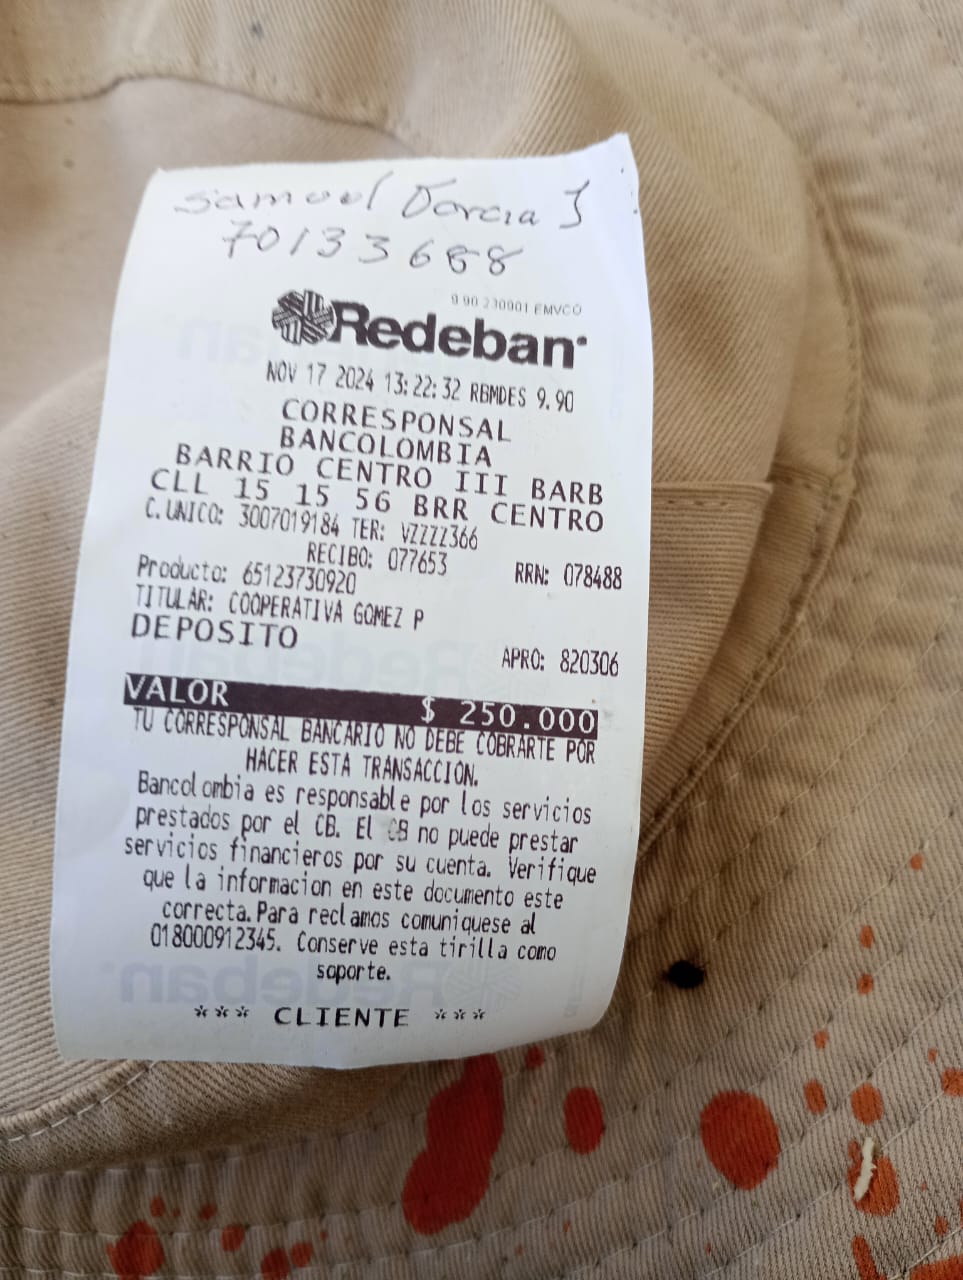 Samuel Garcia J
70133688
9.90 230901 EMVCO
Redeban
NOV 17 2024 13:22:32 RBMDES 9.90
CORRESPONSAL
BANCOLOMBIA
BARRIO CENTRO III BARB
CLL 15 15 56 BRR CENTRO
C.UNICO: 3007019184 TER: VZZZZ366
RECIBO: 077653 RRN: 078488
Producto: 65123730920
TITULAR: COOPERATIVA GOMEZ P
DEPOSITO
APRO: 820306
VALOR $ 250.000
TU CORRESPONSAL BANCARIO NO DEBE COBRARTE POR
HACER ESTA TRANSACCION.
Bancolombia es responsable por los servicios
prestados por el CB. El CB no puede prestar
servicios financieros por su cuenta. Verifique
que la informacion en este documento este
correcta. Para reclamos comuniquese al
018000912345. Conserve esta tirilla como
soporte.
*** CLIENTE ***